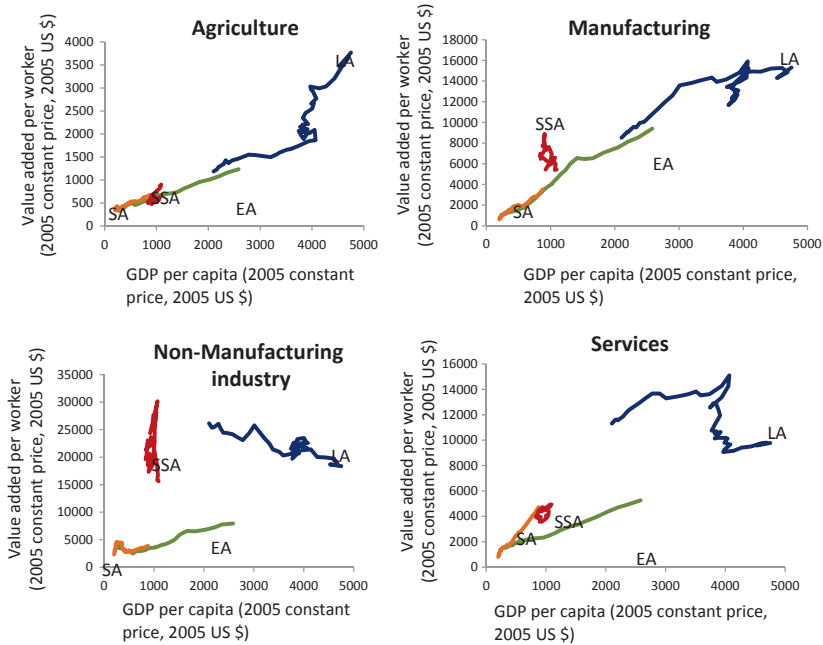 Agriculture
Value added per worker
(2005 constant price, 2005 US $)
4000
3500
3000
2500
2000
1500
1000
500
0
LA
SSA
SA
EA
0 1000 2000 3000 4000 5000
GDP per capita (2005 constant
price, 2005 US $)
Manufacturing
Value added per worker
(2005 constant price, 2005 US $)
18000
16000
14000
12000
10000
8000
6000
4000
2000
0
LA
SSA
EA
SA
0 1000 2000 3000 4000 5000
GDP per capita (2005 constant price,
2005 US $)
Non-Manufacturing
industry
Value added per worker
(2005 constant price, 2005 US $)
35000
30000
25000
20000
15000
10000
5000
0
SSA
LA
EA
SA
0 1000 2000 3000 4000 5000
GDP per capita (2005 constant
price, 2005 US $)
Services
Value added per worker
(2005 constant price, 2005 US $)
16000
14000
12000
10000
8000
6000
4000
2000
0
LA
SSA
SA
EA
0 1000 2000 3000 4000 5000
GDP per capita (2005 constant price,
2005 US $)